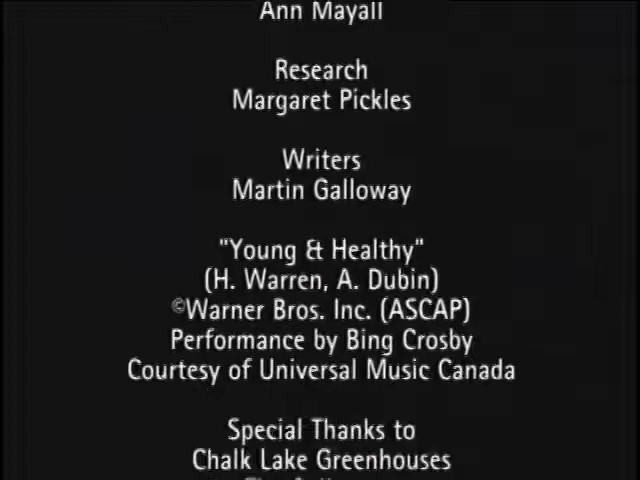 Ann Mayall
Research
Margaret Pickles
Writers
Martin Galloway
"Young & Healthy"
(H. Warren, A. Dubin)
©Warner Bros. Inc. (ASCAP)
Performance by Bing Crosby
Courtesy of Universal Music Canada
Special Thanks to
Chalk Lake Greenhouses